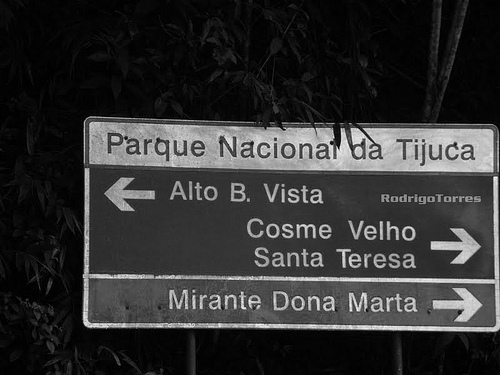 Parque Nacional da Tijuca
Alto B. Vista
RodrigoTorres
Cosme Velho
Santa Teresa
Mirante Dona Marta